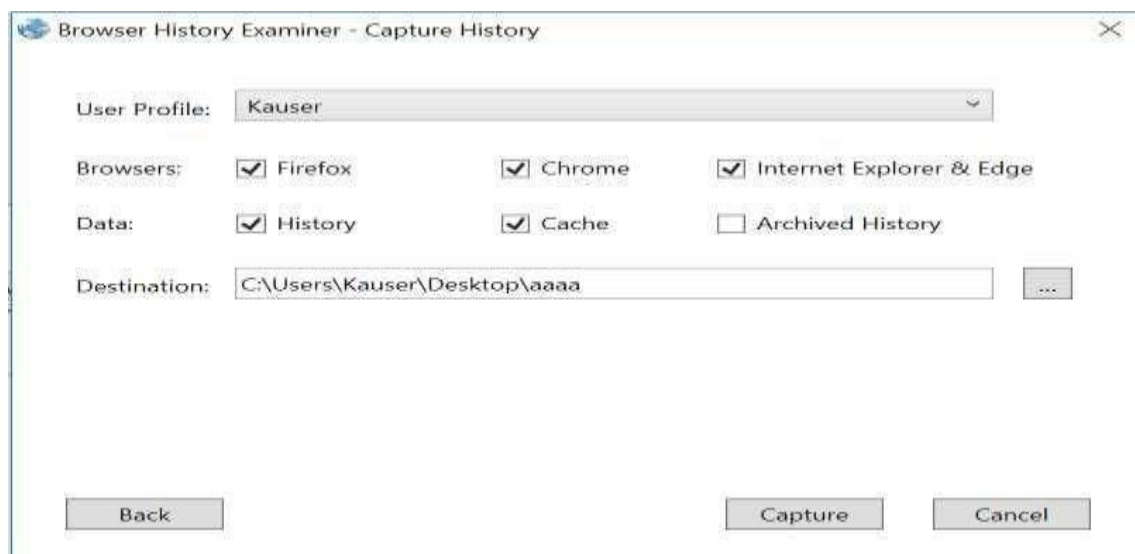 Browser History Examiner - Capture History
User Profile: Kauser
Browsers: Firefox Chrome Internet Explorer & Edge
Data: History Cache Archived History
Destination: C:\Users\Kauser\Desktop\aaaa ...
Back Capture Cancel